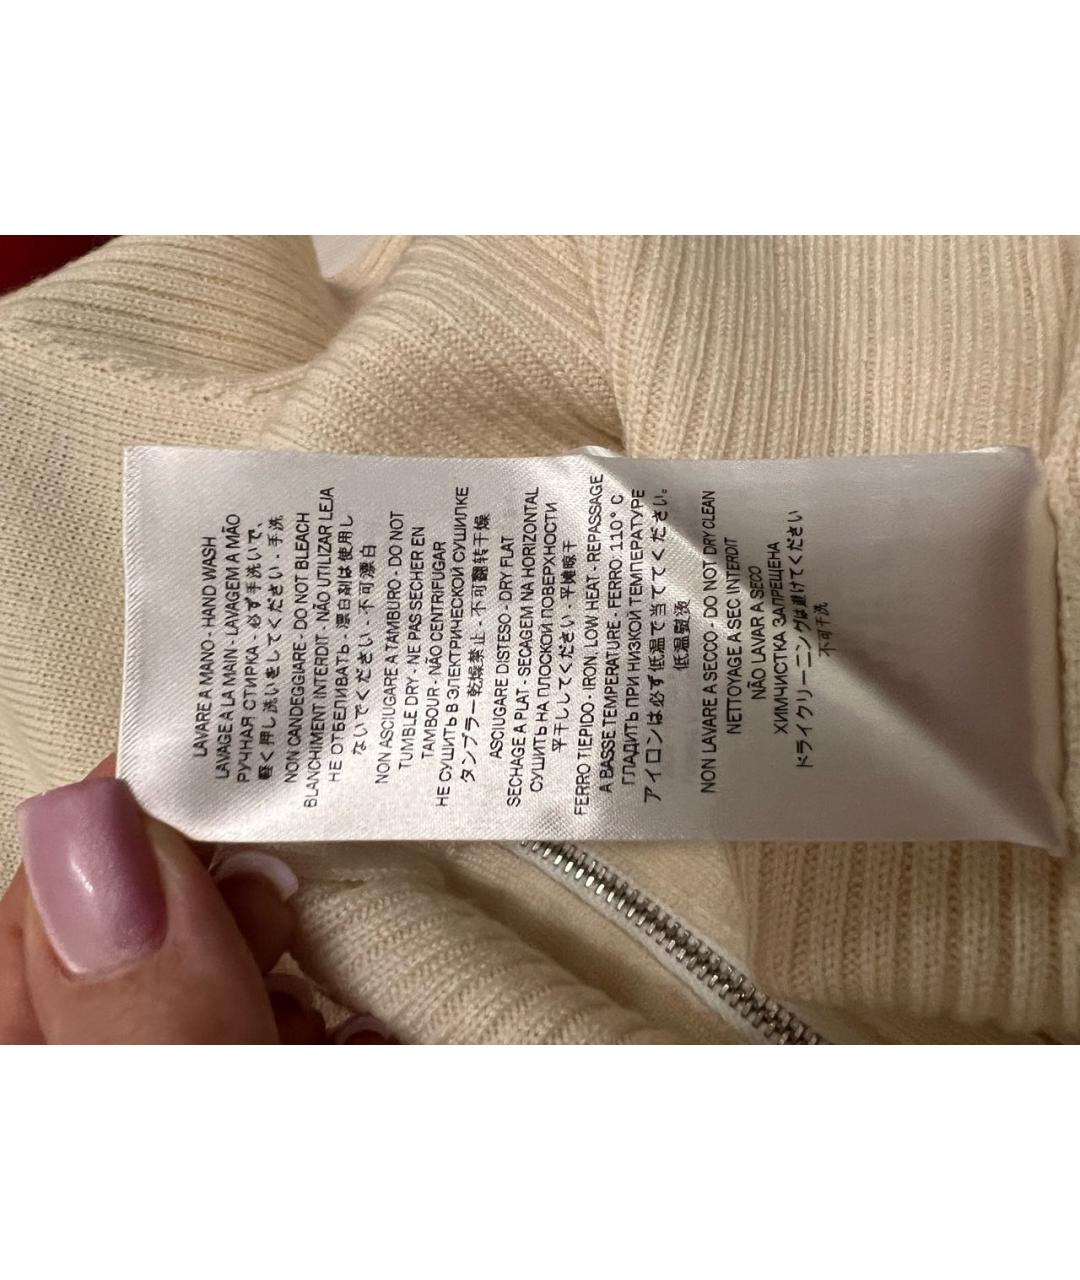 LAVARE A MANO - HAND WASH
LAVAGE A LA MAIN - LAVAGEM A MÃO
РУЧНАЯ СТИРКА - 必ず手洗いで、
軽く押し洗いをしてください - 手洗
NON CANDEGGIARE - DO NOT BLEACH
BLANCHIMENT INTERDIT - NÃO UTILIZAR LEJA
НЕ ОТБЕЛИВАТЬ - 漂白剤は使用し
ないでください - 不可漂白
NON ASCIUGARE A TAMBURO - DO NOT
TUMBLE DRY - NE PAS SECHER EN
TAMBOUR - NÃO CENTRIFUGAR
НЕ СУШИТЬ В ЭЛЕКТРИЧЕСКОЙ СУШИЛКЕ
タンブラー乾燥禁止 - 不可翻转干燥
ASCIUGARE DISTESO - DRY FLAT
SECHAGE A PLAT - SECAGEM NA HORIZONTAL
СУШИТЬ НА ПЛОСКОЙ ПОВЕРХНОСТИ
平干ししてください - 平摊晾干
FERRO TIEPIDO - IRON, LOW HEAT - REPASSAGE
A BASSE TEMPERATURE - FERRO 110° C
ГЛАДИТЬ ПРИ НИЗКОЙ ТЕМПЕРАТУРЕ
アイロンは必ず低温で当ててください。
低温熨烫
NON LAVARE A SECCO - DO NOT DRY CLEAN
NETTOYAGE A SEC INTERDIT
NÃO LAVAR A SECO
ХИМЧИСТКА ЗАПРЕЩЕНА
ドライクリーニングは避けてください
不可干洗